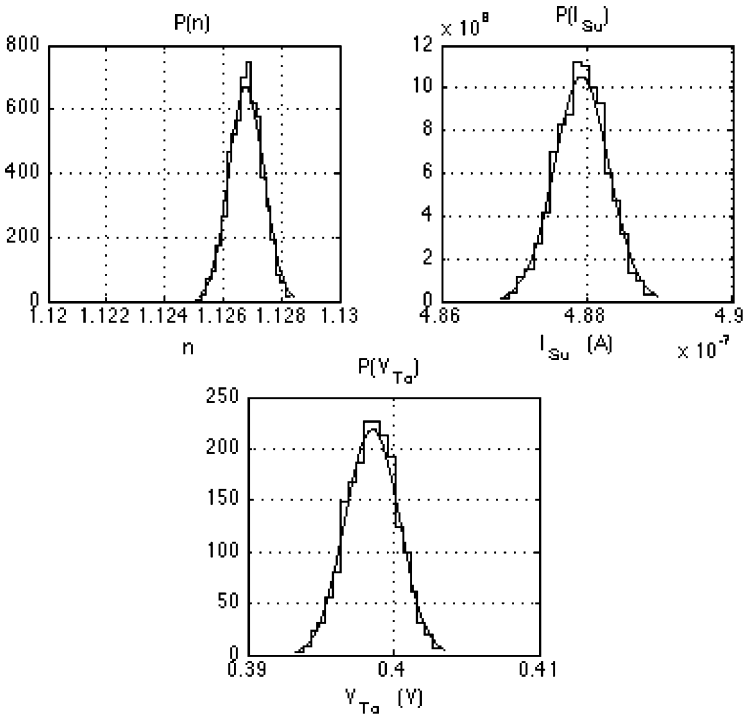 P(n)
800
600
400
200
0
1.12 1.122 1.124 1.126 1.128 1.13
n
x 10^8
P(I_Su)
12
10
8
6
4
2
0
4.86 4.88 4.9
I_Su (A) x 10^-7
P(V_To)
250
200
150
100
50
0
0.39 0.4 0.41
V_To (V)